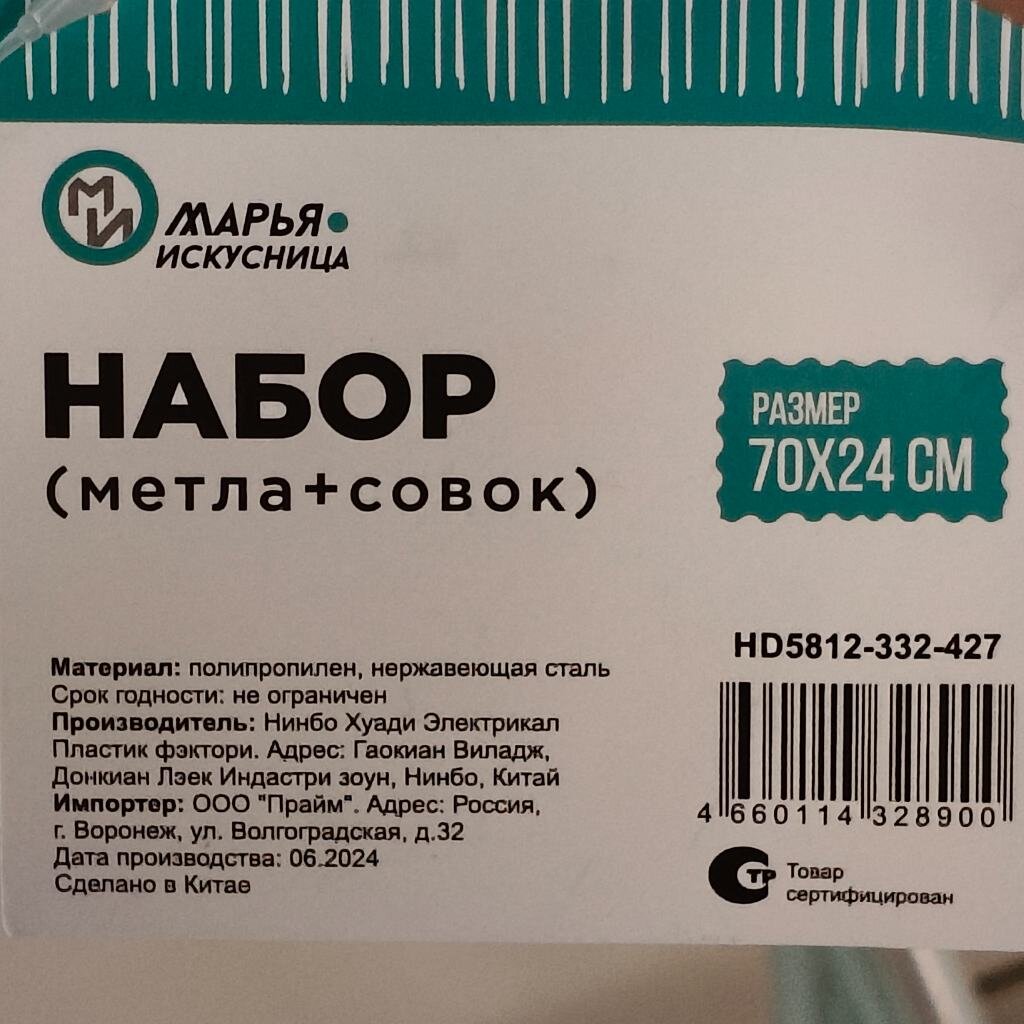 МИ
МАРЬЯ
ИСКУСНИЦА
НАБОР
(метла+совок)
РАЗМЕР
70X24 СМ
Материал: полипропилен, нержавеющая сталь
Срок годности: не ограничен
Производитель: Нинбо Хуади Электрикал
Пластик фэктори. Адрес: Гаокиан Виладж,
Донкиан Лэек Индастри зоун, Нинбо, Китай
Импортер: ООО "Прайм". Адрес: Россия,
г. Воронеж, ул. Волгоградская, д.32
Дата производства: 06.2024
Сделано в Китае
HD5812-332-427
4 660114 328900
СТР Товар
сертифицирован